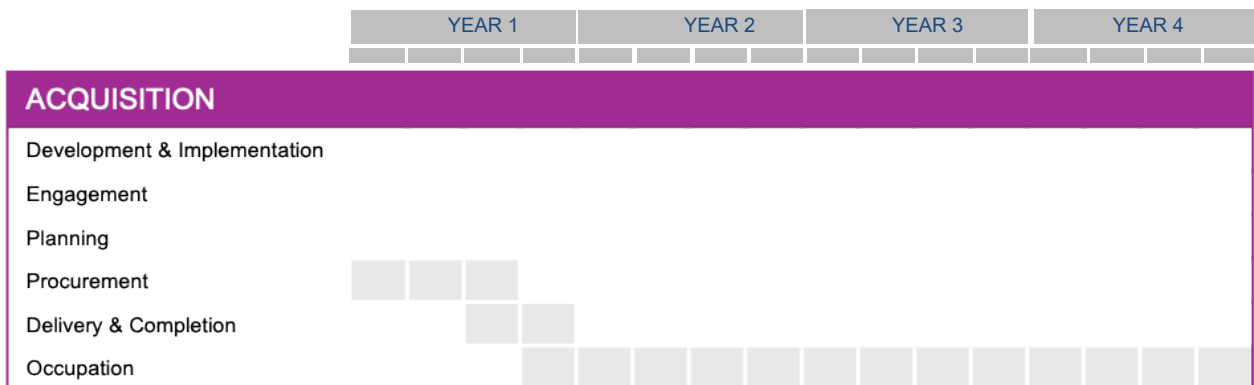 YEAR 1 YEAR 2 YEAR 3 YEAR 4
ACQUISITION
Development & Implementation
Engagement
Planning
Procurement
Delivery & Completion
Occupation